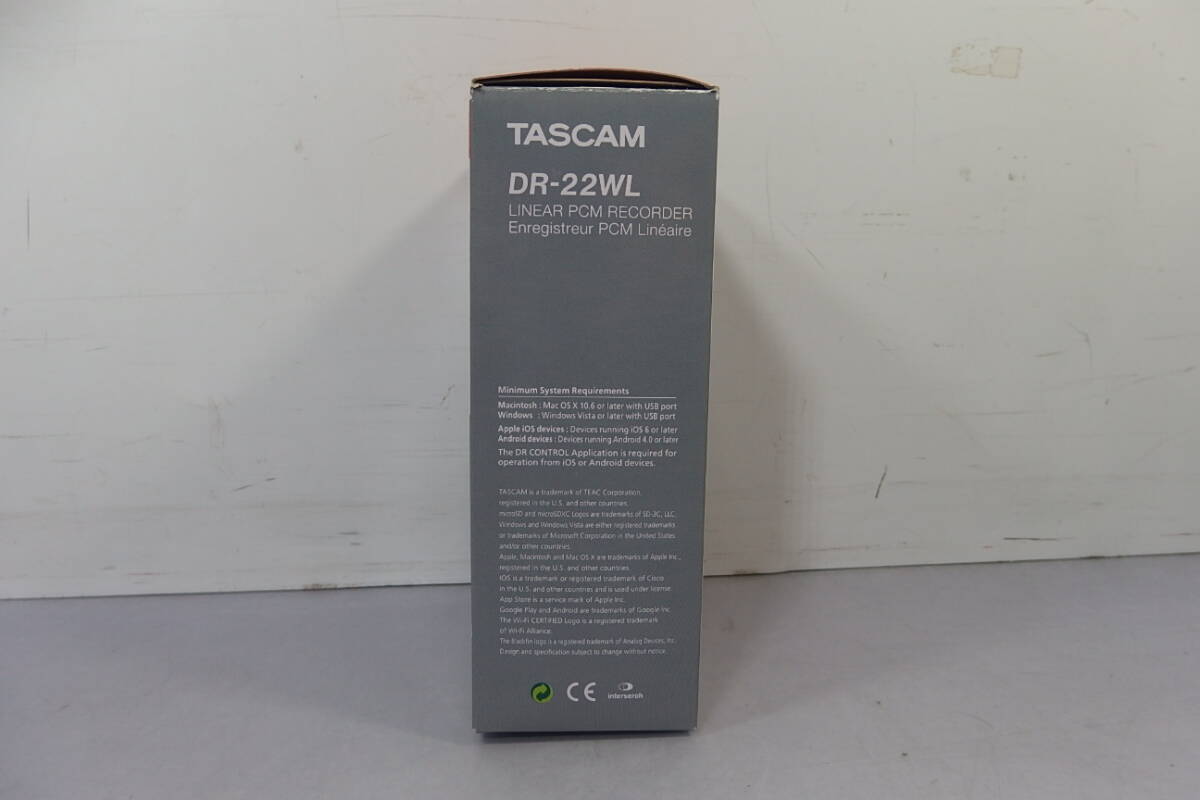 TASCAM
DR-22WL
LINEAR PCM RECORDER
Enregistreur PCM Linéaire
Minimum System Requirements
Macintosh : Mac OS X 10.6 or later with USB port
Windows : Windows Vista or later with USB port
Apple iOS devices : Devices running iOS 6 or later
Android devices : Devices running Android 4.0 or later
The DR CONTROL Application is required for
operation from iOS or Android devices.
TASCAM is a trademark of TEAC Corporation,
registered in the U.S. and other countries.
microSD and microSDXC Logos are trademarks of SD-3C, LLC.
Windows and Windows Vista are either registered trademarks
or trademarks of Microsoft Corporation in the United States
and/or other countries.
Apple, Macintosh and Mac OS X are trademarks of Apple Inc.,
registered in the U.S. and other countries.
IOS is a trademark or registered trademark of Cisco
in the U.S. and other countries and is used under license.
App Store is a service mark of Apple Inc.
Google Play and Android are trademarks of Google Inc.
The Wi-Fi CERTIFIED Logo is a registered trademark
of Wi-Fi Alliance.
The Blackfin logo is a registered trademark of Analog Devices, Inc.
Design and specification subject to change without notice.
CE
interseroh